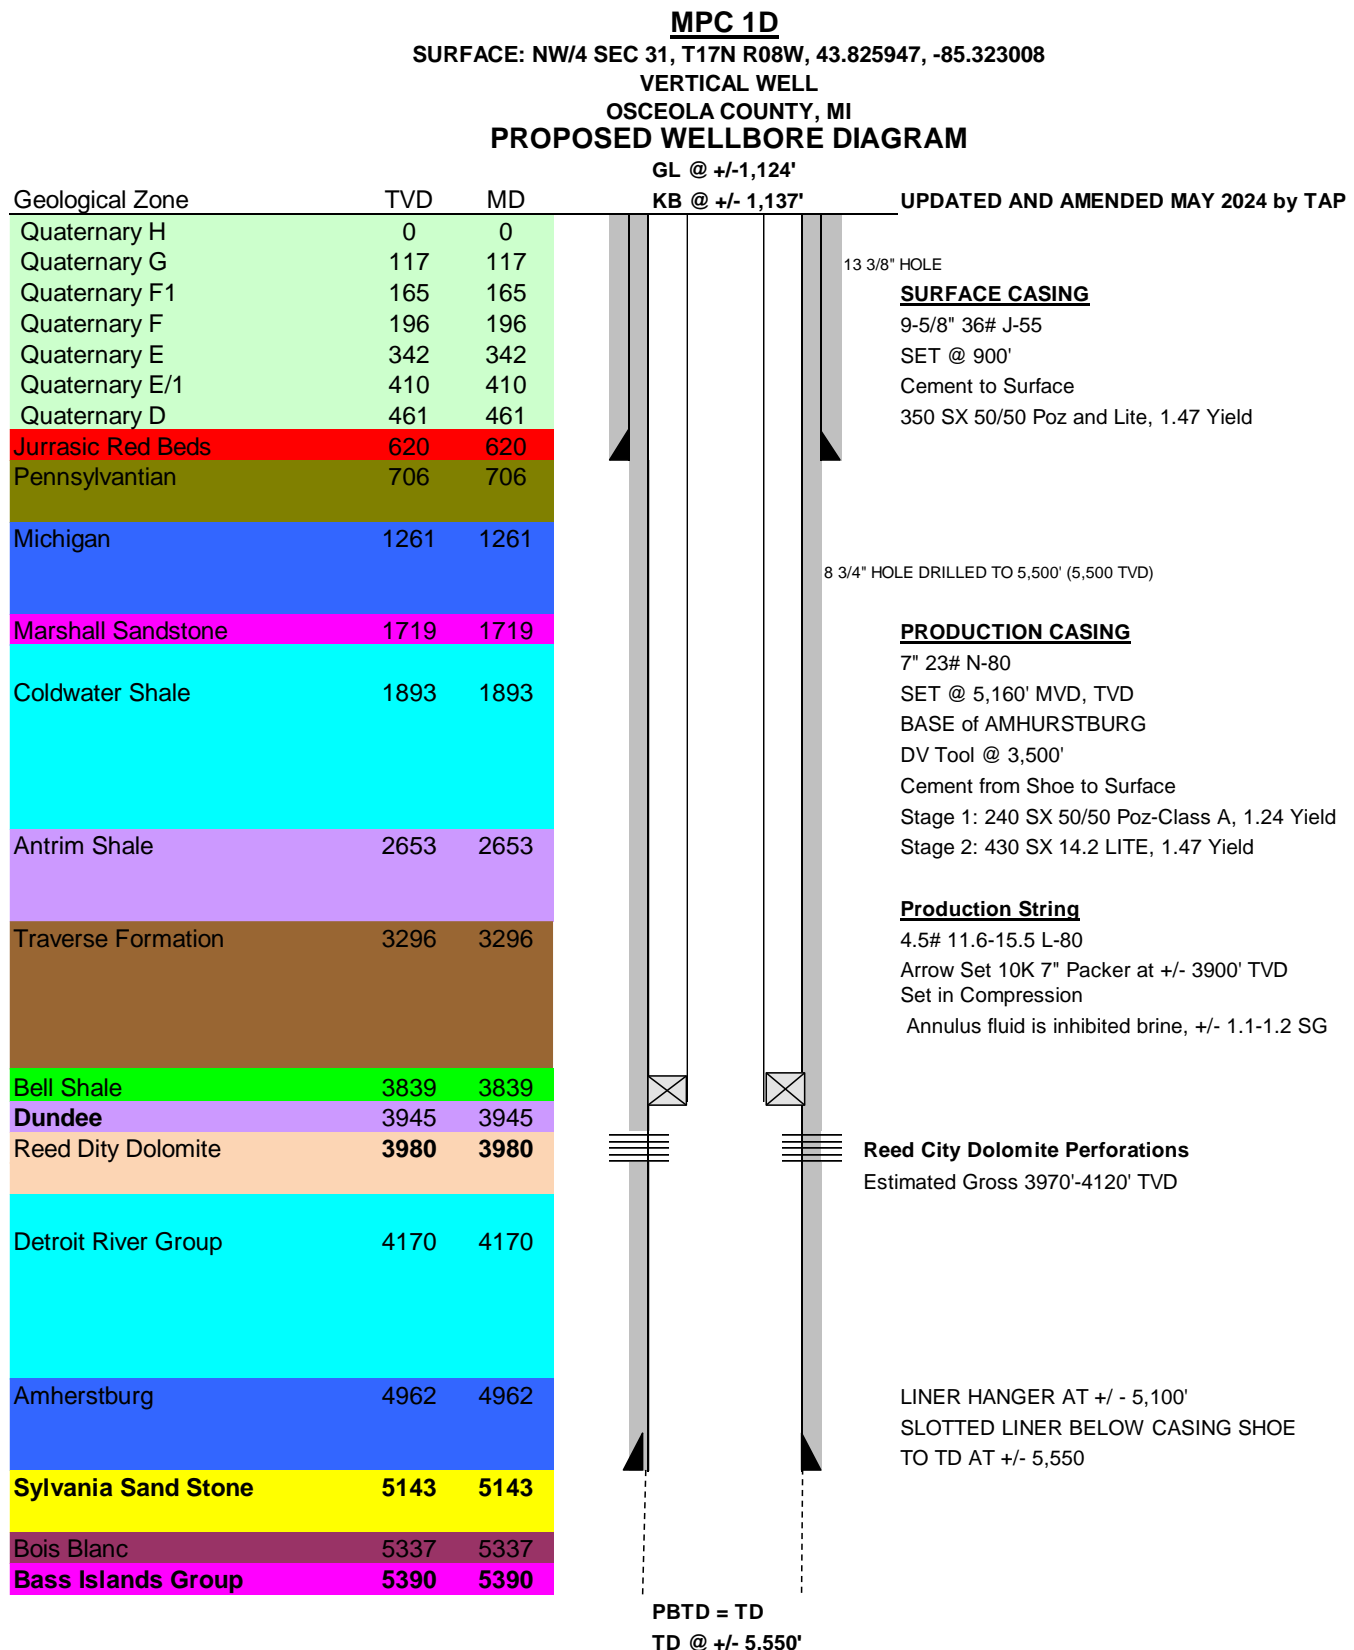 MPC 1D
SURFACE: NW/4 SEC 31, T17N R08W, 43.825947, -85.323008
VERTICAL WELL
OSCEOLA COUNTY, MI
PROPOSED WELLBORE DIAGRAM
GL @ +/-1,124'
Geological Zone TVD MD KB @ +/- 1,137' UPDATED AND AMENDED MAY 2024 by TAP
Quaternary H 0 0
Quaternary G 117 117 13 3/8" HOLE
Quaternary F1 165 165 SURFACE CASING
Quaternary F 196 196 9-5/8" 36# J-55
Quaternary E 342 342 SET @ 900'
Quaternary E/1 410 410 Cement to Surface
Quaternary D 461 461 350 SX 50/50 Poz and Lite, 1.47 Yield
Jurrasic Red Beds 620 620
Pennsylvantian 706 706
Michigan 1261 1261
8 3/4" HOLE DRILLED TO 5,500' (5,500 TVD)
Marshall Sandstone 1719 1719 PRODUCTION CASING
7" 23# N-80
Coldwater Shale 1893 1893 SET @ 5,160' MVD, TVD
BASE of AMHURSTBURG
DV Tool @ 3,500'
Cement from Shoe to Surface
Stage 1: 240 SX 50/50 Poz-Class A, 1.24 Yield
Antrim Shale 2653 2653 Stage 2: 430 SX 14.2 LITE, 1.47 Yield
Production String
Traverse Formation 3296 3296 4.5# 11.6-15.5 L-80
Arrow Set 10K 7" Packer at +/- 3900' TVD
Set in Compression
Annulus fluid is inhibited brine, +/- 1.1-1.2 SG
Bell Shale 3839 3839
Dundee 3945 3945
Reed Dity Dolomite 3980 3980 Reed City Dolomite Perforations
Estimated Gross 3970'-4120' TVD
Detroit River Group 4170 4170
Amherstburg 4962 4962 LINER HANGER AT +/ - 5,100'
SLOTTED LINER BELOW CASING SHOE
TO TD AT +/- 5,550
Sylvania Sand Stone 5143 5143
Bois Blanc 5337 5337
Bass Islands Group 5390 5390
PBTD = TD
TD @ +/- 5,550'